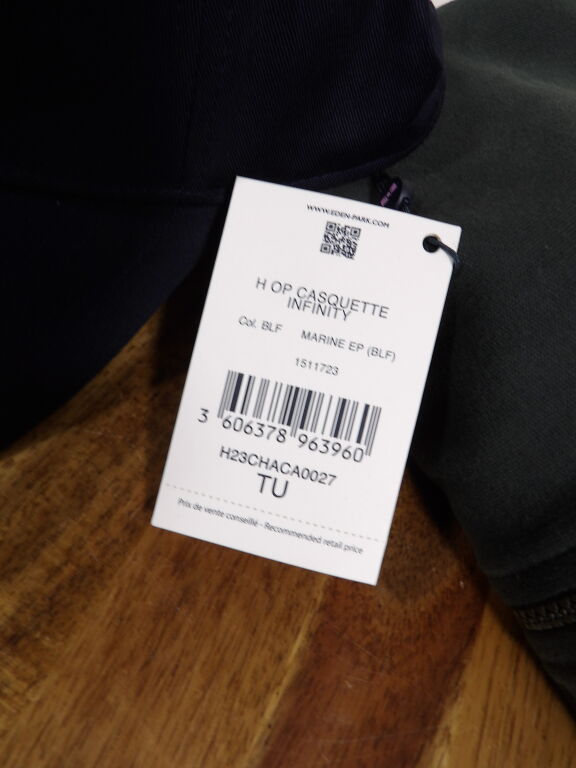 WWW.EDEN-PARK.COM
H OP CASQUETTE
INFINITY
Col. BLF MARINE EP (BLF)
1511723
3 606378 963960
H23CHACA0027
TU
Prix de vente conseillé - Recommended retail price